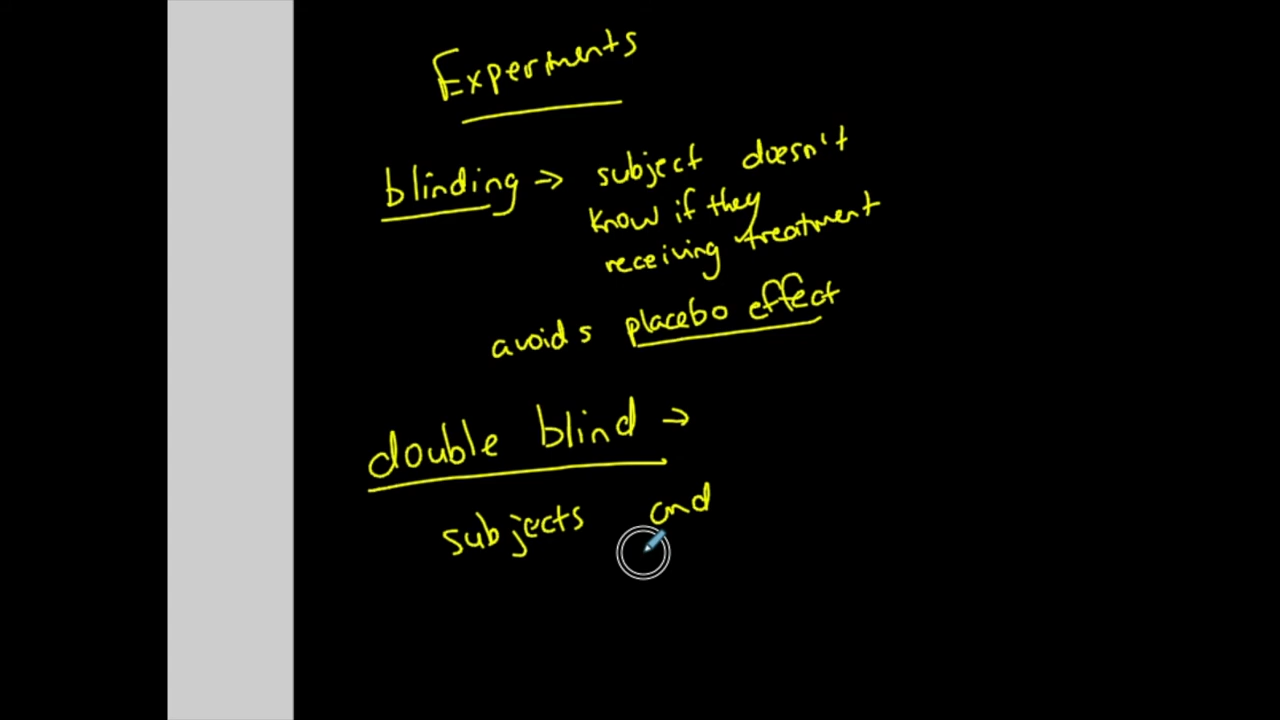 Experiments
blinding → subject doesn't
know if they
receiving treatment
avoids placebo effect
double blind →
subjects and